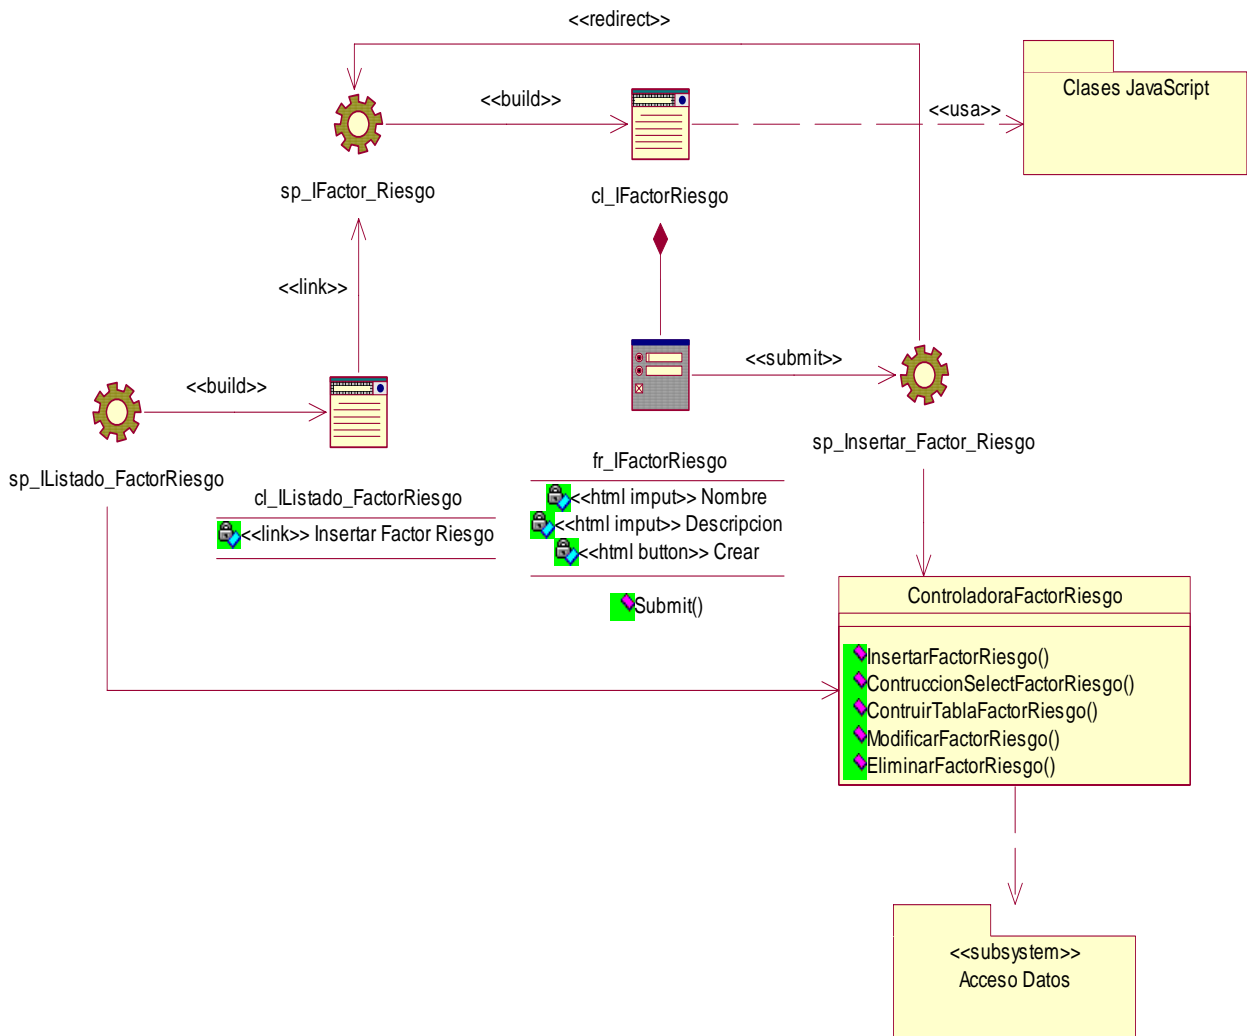 <<redirect>>
Clases JavaScript
<<build>>
<<usa>>
sp_IFactor_Riesgo
cl_IFactorRiesgo
<<link>>
<<submit>>
<<build>>
sp_Insertar_Factor_Riesgo
sp_IListado_FactorRiesgo
cl_IListado_FactorRiesgo
<<link>> Insertar Factor Riesgo
fr_IFactorRiesgo
<<html imput>> Nombre
<<html imput>> Descripcion
<<html button>> Crear
Submit()
ControladoraFactorRiesgo
InsertarFactorRiesgo()
ContruccionSelectFactorRiesgo()
ContruirTablaFactorRiesgo()
ModificarFactorRiesgo()
EliminarFactorRiesgo()
<<subsystem>>
Acceso Datos